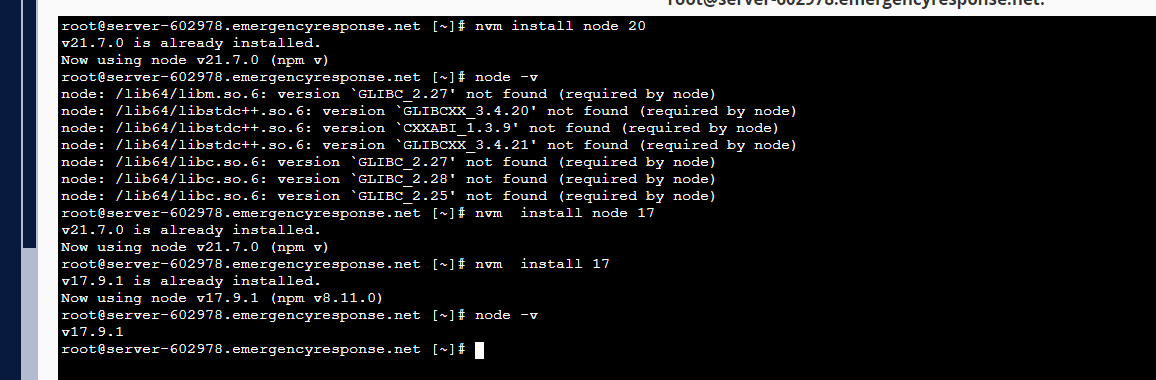 root@server-602978.emergencyresponse.net:
root@server-602978.emergencyresponse.net [~]# nvm install node 20
v21.7.0 is already installed.
Now using node v21.7.0 (npm v)
root@server-602978.emergencyresponse.net [~]# node -v
node: /lib64/libm.so.6: version `GLIBC_2.27' not found (required by node)
node: /lib64/libstdc++.so.6: version `GLIBCXX_3.4.20' not found (required by node)
node: /lib64/libstdc++.so.6: version `CXXABI_1.3.9' not found (required by node)
node: /lib64/libstdc++.so.6: version `GLIBCXX_3.4.21' not found (required by node)
node: /lib64/libc.so.6: version `GLIBC_2.27' not found (required by node)
node: /lib64/libc.so.6: version `GLIBC_2.28' not found (required by node)
node: /lib64/libc.so.6: version `GLIBC_2.25' not found (required by node)
root@server-602978.emergencyresponse.net [~]# nvm  install node 17
v21.7.0 is already installed.
Now using node v21.7.0 (npm v)
root@server-602978.emergencyresponse.net [~]# nvm  install 17
v17.9.1 is already installed.
Now using node v17.9.1 (npm v8.11.0)
root@server-602978.emergencyresponse.net [~]# node -v
v17.9.1
root@server-602978.emergencyresponse.net [~]#